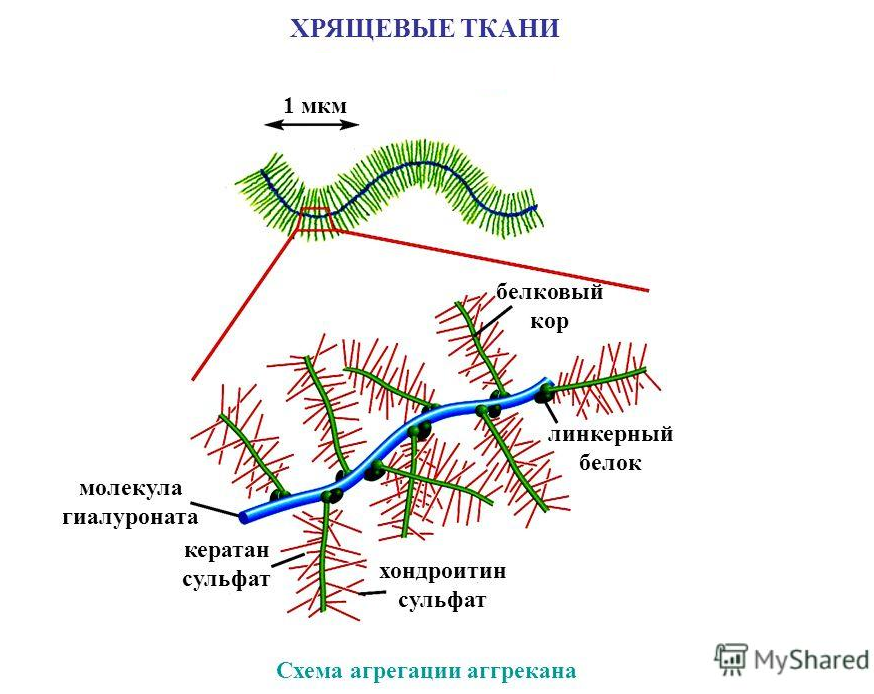 ХРЯЩЕВЫЕ ТКАНИ
1 мкм
белковый
кор
линкерный
белок
молекула
гиалуроната
кератан
сульфат
хондроитин
сульфат
Схема агрегации аггрекана
MyShared